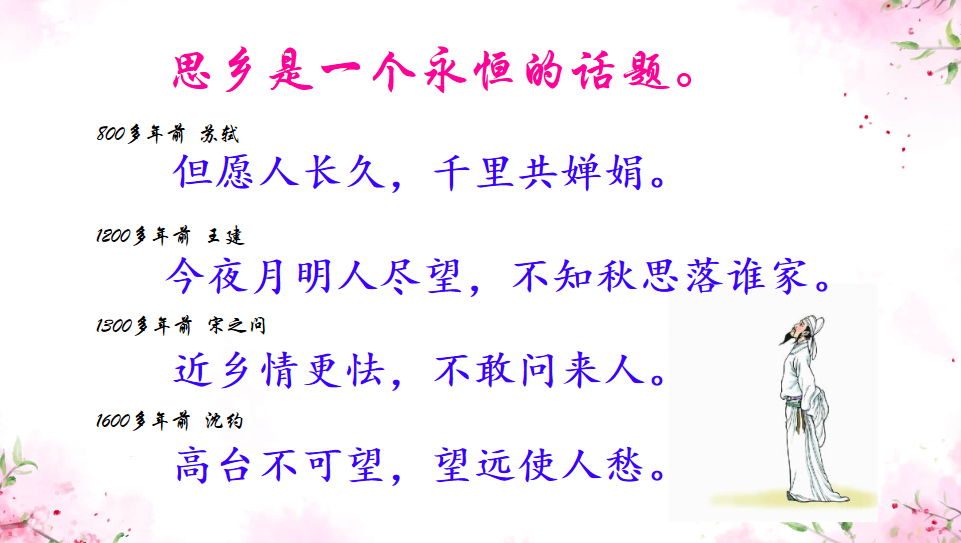 思乡是一个永恒的话题。
800多年前 苏轼
但愿人长久，千里共婵娟。
1200多年前 王建
今夜月明人尽望，不知秋思落谁家。
1300多年前 宋之问
近乡情更怯，不敢问来人。
1600多年前 沈约
高台不可望，望远使人愁。